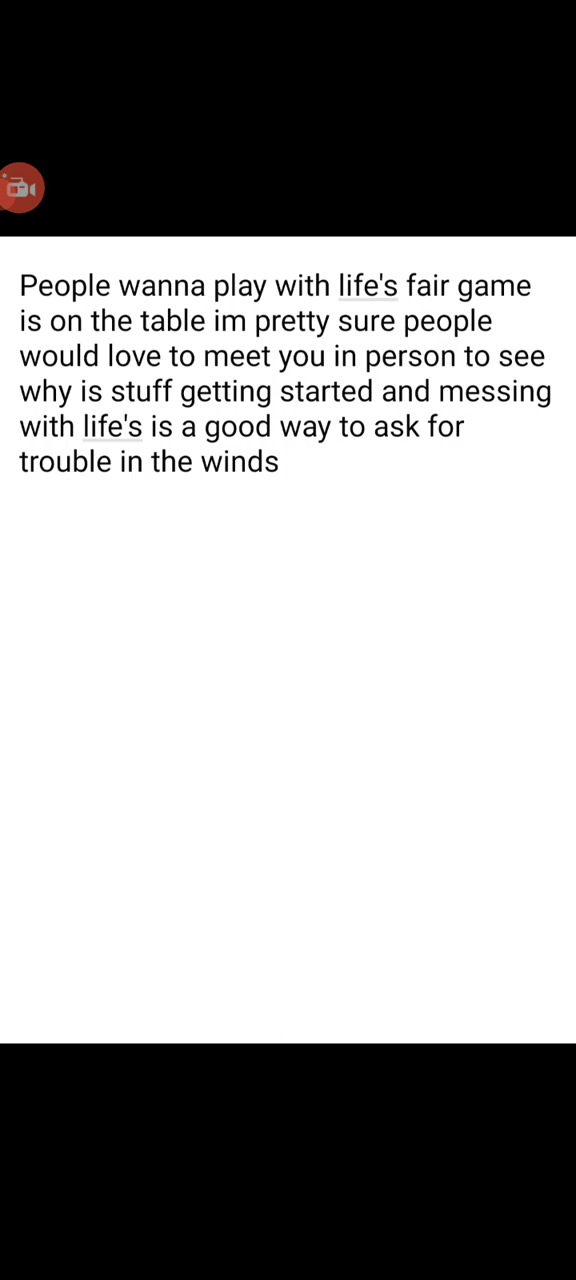 People wanna play with life's fair game
is on the table im pretty sure people
would love to meet you in person to see
why is stuff getting started and messing
with life's is a good way to ask for
trouble in the winds